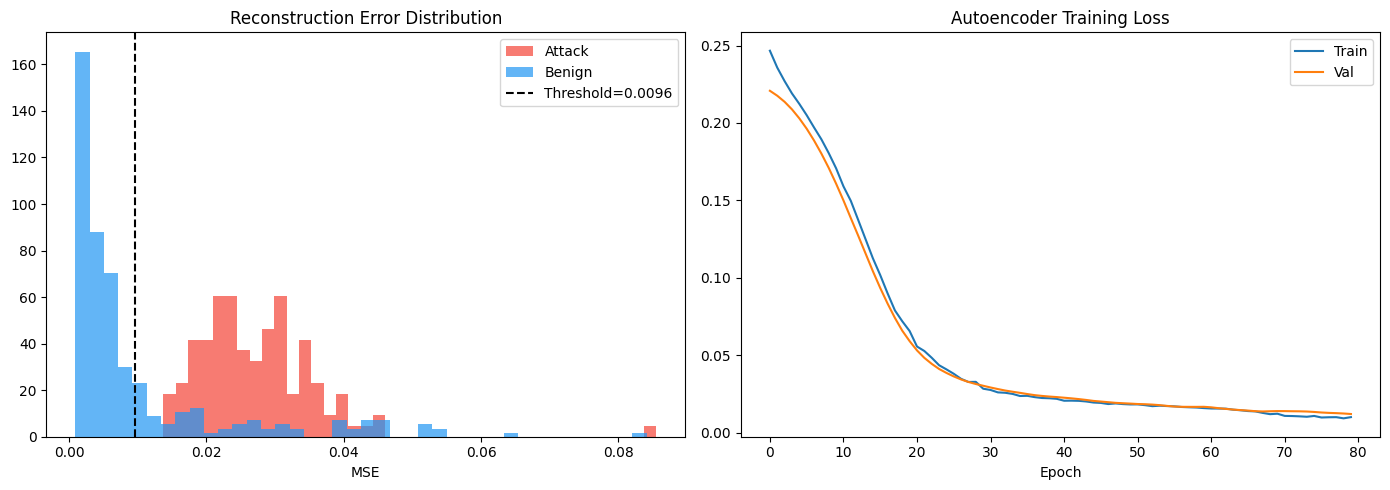 Reconstruction Error Distribution
Attack
Benign
Threshold=0.0096
160
140
120
100
80
60
40
20
0
0.00 0.02 0.04 0.06 0.08
MSE
Autoencoder Training Loss
Train
Val
0.25
0.20
0.15
0.10
0.05
0.00
0 10 20 30 40 50 60 70 80
Epoch